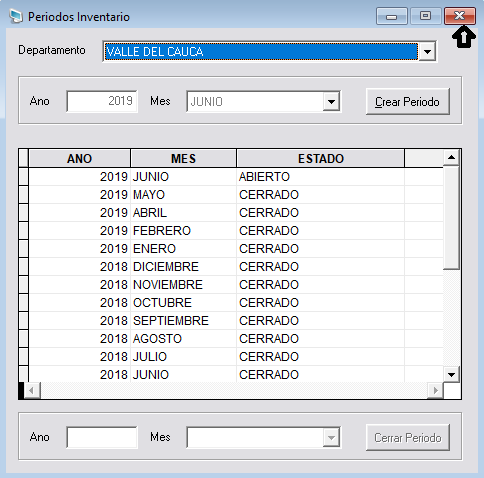 Periodos Inventario
Departamento VALLE DEL CAUCA
Ano 2019 Mes JUNIO Crear Periodo
ANO MES ESTADO
2019 JUNIO ABIERTO
2019 MAYO CERRADO
2019 ABRIL CERRADO
2019 FEBRERO CERRADO
2019 ENERO CERRADO
2018 DICIEMBRE CERRADO
2018 NOVIEMBRE CERRADO
2018 OCTUBRE CERRADO
2018 SEPTIEMBRE CERRADO
2018 AGOSTO CERRADO
2018 JULIO CERRADO
2018 JUNIO CERRADO
Ano Mes Cerrar Periodo